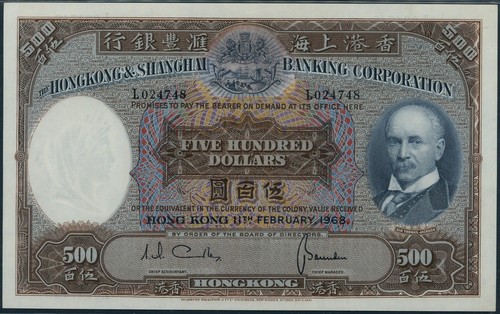 500 行銀豐滙 海上港香 500
伍百 伍百
THE HONGKONG & SHANGHAI BANKING CORPORATION
L024748 L024748
PROMISES TO PAY THE BEARER ON DEMAND AT ITS OFFICE HERE
FIVE HUNDRED
DOLLARS
圓百伍
OR THE EQUIVALENT IN THE CURRENCY OF THE COLONY, VALUE RECEIVED
HONG KONG 11TH FEBRUARY, 1968.
BY ORDER OF THE BOARD OF DIRECTORS.
500 500
伍百 伍百
CHIEF ACCOUNTANT. CHIEF MANAGER.
港香 HONGKONG 港香